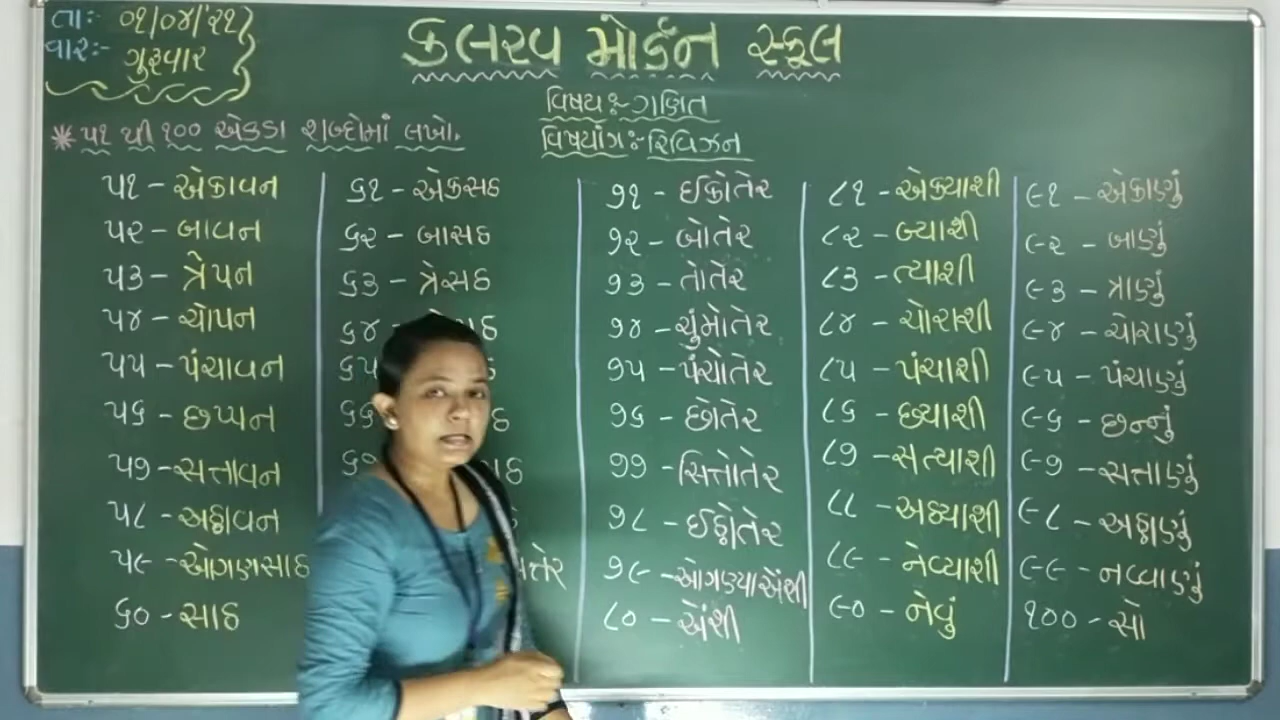 તા:- ૦૧/૦૪/'૨૧
વાર:- ગુરુવાર
કલરવ મોર્ડન સ્કૂલ
વિષય:- ગણિત
વિષયાંગ:- રિવિઝન
* ૫૧ થી ૧૦૦ એકડા શબ્દોમાં લખો.
૫૧ - એકાવન
૫૨ - બાવન
૫૩ - ત્રેપન
૫૪ - ચોપન
૫૫ - પંચાવન
૫૬ - છપ્પન
૫૭ - સત્તાવન
૫૮ - અઠ્ઠાવન
૫૯ - ઓગણસાઠ
૬૦ - સાઠ
૬૧ - એકસઠ
૬૨ - બાસઠ
૬૩ - ત્રેસઠ
૬૪
૭૧ - ઈકોતેર
૭૨ - બોતેર
૭૩ - તોતેર
૭૪ - ચુંમોતેર
૭૫ - પંચોતેર
૭૬ - છોતેર
૭૭ - સિત્તોતેર
૭૮ - ઈઠ્ઠોતેર
૭૯ - ઓગણ્યાએંશી
૮૦ - એંશી
૮૧ - એક્યાશી
૮૨ - બ્યાશી
૮૩ - ત્યાશી
૮૪ - ચોરાશી
૮૫ - પંચાશી
૮૬ - છ્યાશી
૮૭ - સત્યાશી
૮૮ - અઠ્યાશી
૮૯ - નેવ્યાશી
૯૦ - નેવું
૯૧ - એકાણું
૯૨ - બાણું
૯૩ - ત્રાણું
૯૪ - ચોરાણું
૯૫ - પંચાણું
૯૬ - છન્નું
૯૭ - સત્તાણું
૯૮ - અઠ્ઠાણું
૯૯ - નવ્વાણું
૧૦૦ - સો